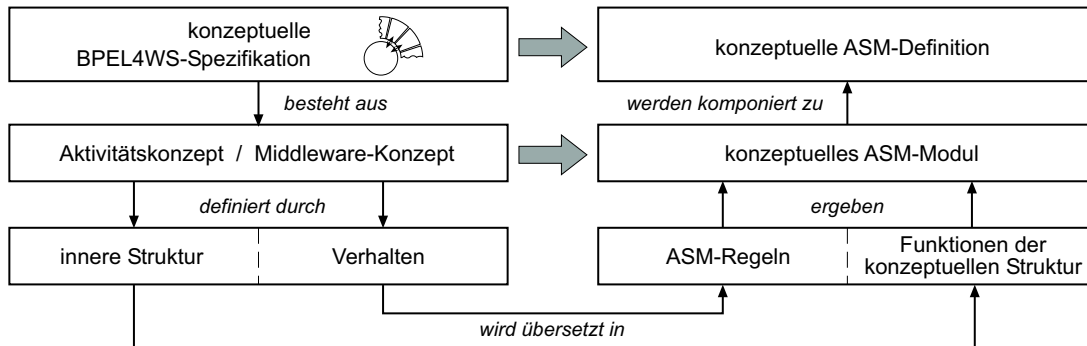 konzeptuelle
BPEL4WS-Spezifikation
konzeptuelle ASM-Definition
besteht aus
werden komponiert zu
Aktivitätskonzept / Middleware-Konzept
konzeptuelles ASM-Modul
definiert durch
ergeben
innere Struktur
Verhalten
ASM-Regeln
Funktionen der
konzeptuellen Struktur
wird übersetzt in